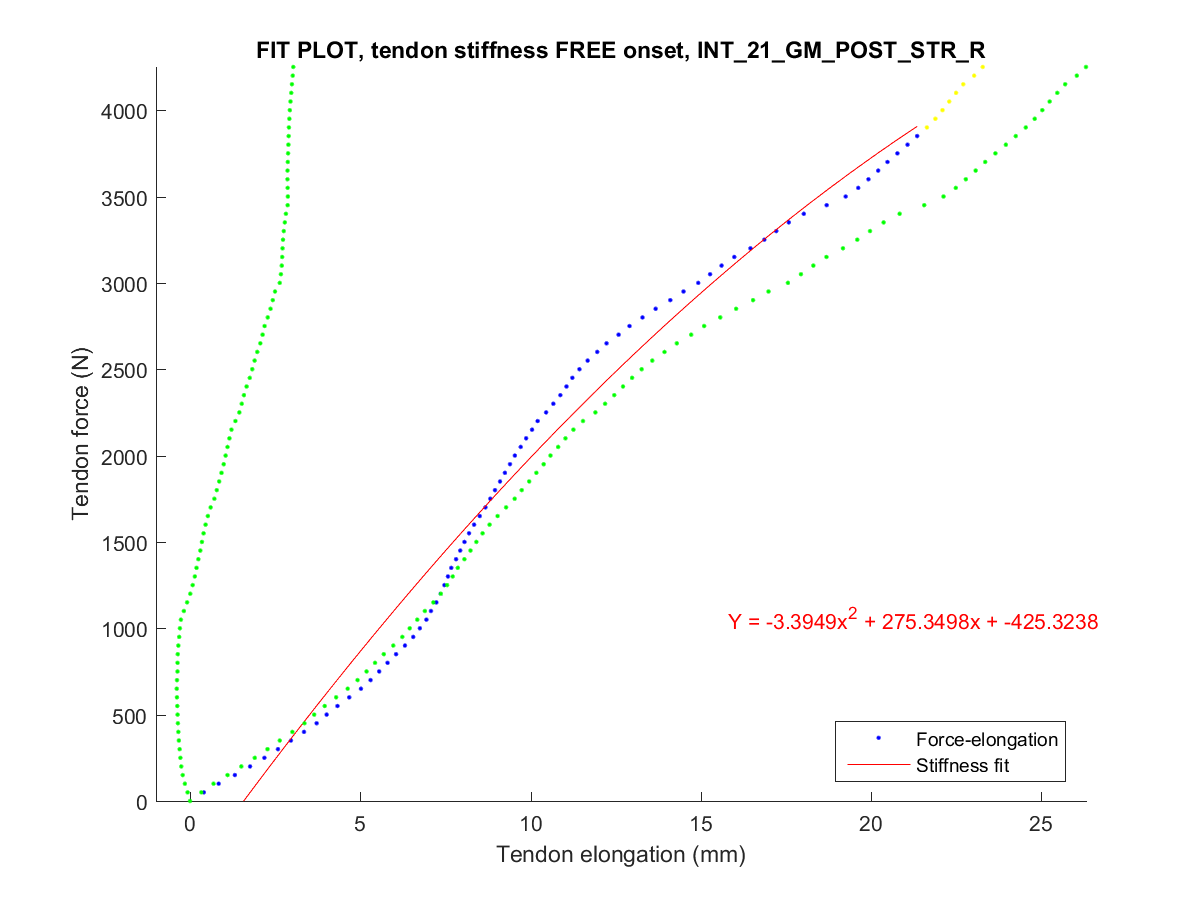 FIT PLOT, tendon stiffness FREE onset, INT_21_GM_POST_STR_R
4000
3500
3000
2500
2000
1500
1000
500
0
Tendon force (N)
Y = -3.3949x² + 275.3498x + -425.3238
Force-elongation
Stiffness fit
0 5 10 15 20 25
Tendon elongation (mm)